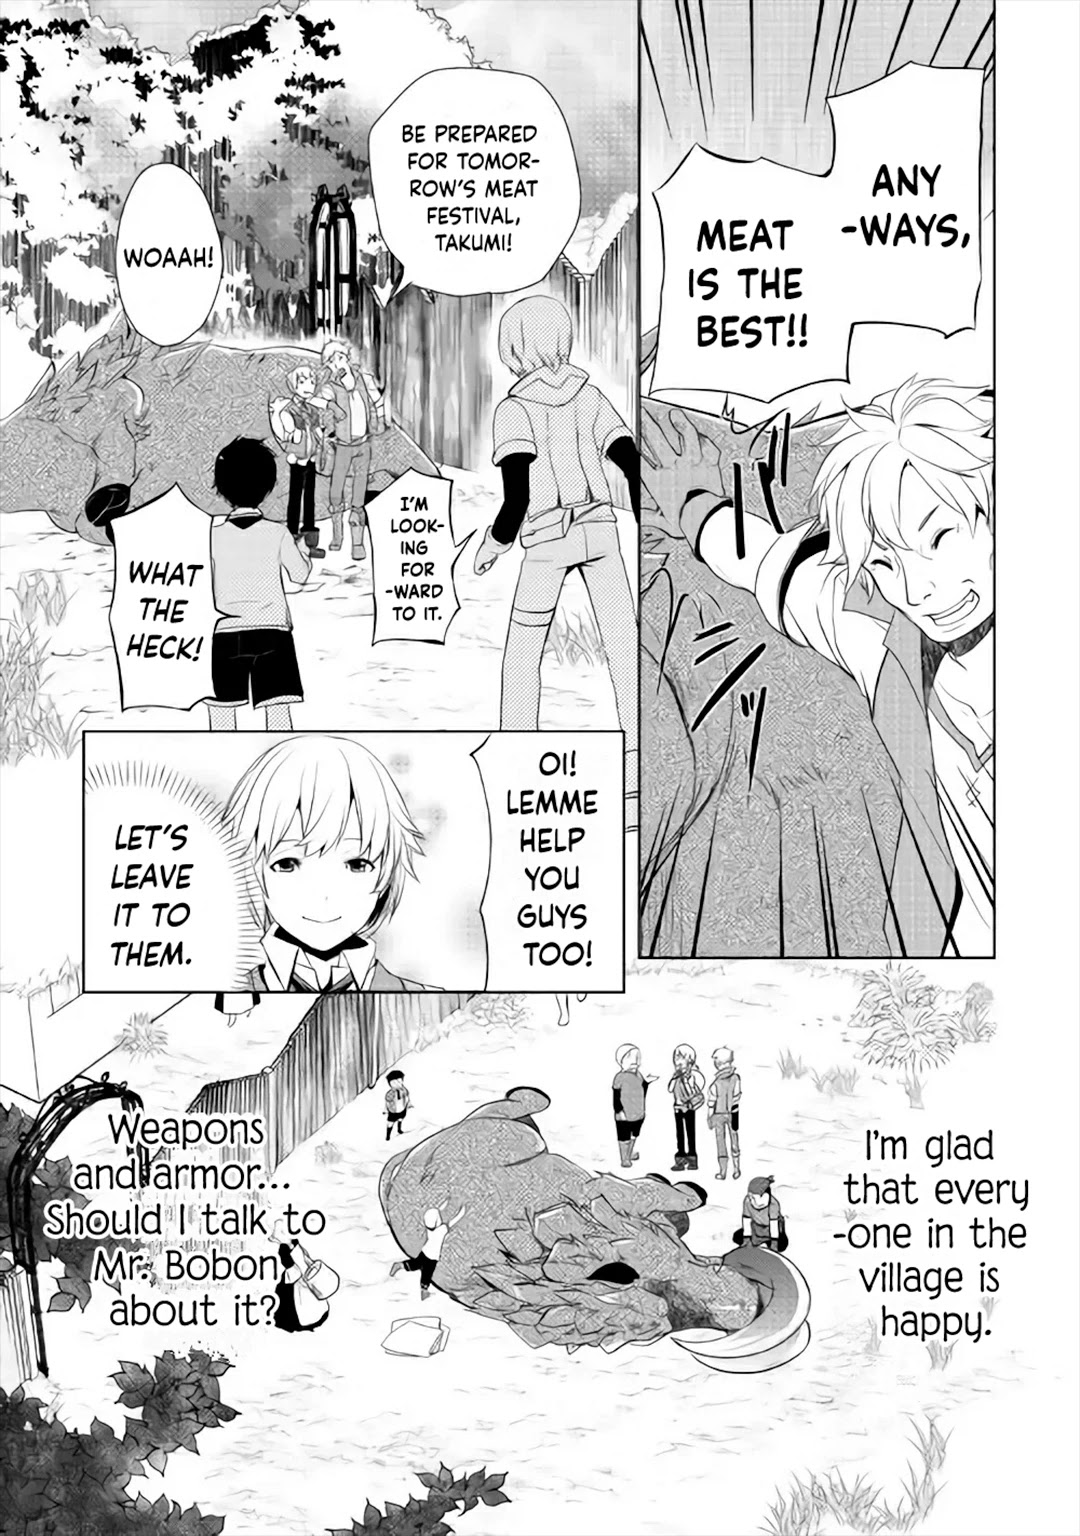 ANY
-WAYS,
MEAT
IS THE
BEST!!
BE PREPARED
FOR TOMOR-
ROW'S MEAT
FESTIVAL,
TAKUMI!
WOAAH!
I'M
LOOK-
ING
FOR
-WARD
TO IT.
WHAT
THE
HECK!
OI!
LEMME
HELP
YOU
GUYS
TOO!
LET'S
LEAVE
IT TO
THEM.
I'm glad
that every
-one in the
village is
happy.
Weapons
and armor...
Should I talk to
Mr. Bobon
about it?